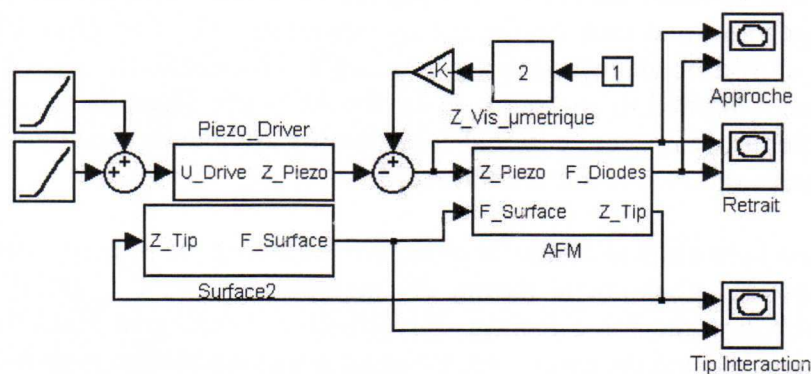 -K-
2
1
Z_Vis_µmetrique
Approche
Piezo_Driver
+
+
U_Drive Z_Piezo
-
Z_Piezo F_Diodes
F_Surface Z_Tip
AFM
Retrait
Z_Tip F_Surface
Surface2
Tip Interaction